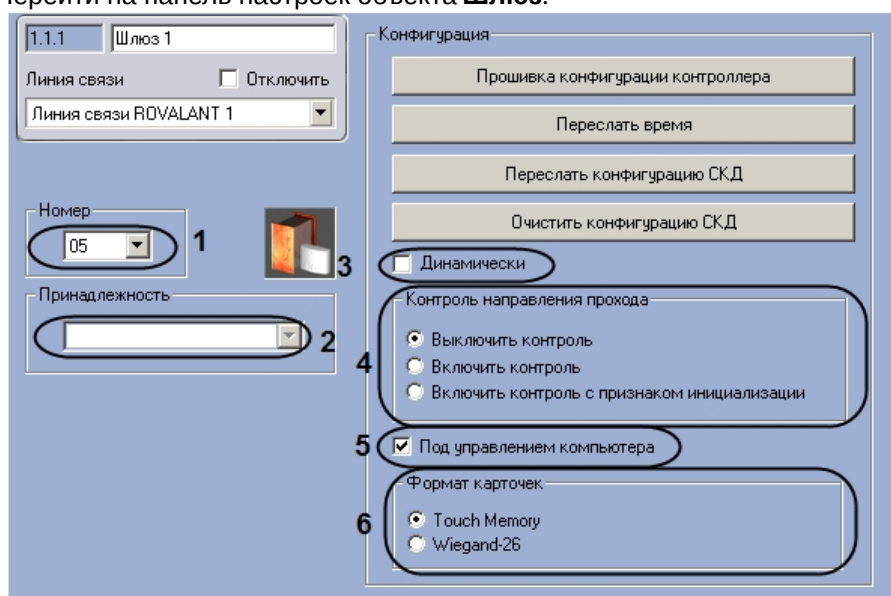 перейти на панель настроек объекта Шлюз.
1.1.1 Шлюз 1
Линия связи Отключить
Линия связи ROVALANT 1
Номер
05
1
Принадлежность
2
Конфигурация
Прошивка конфигурации контроллера
Переслать время
Переслать конфигурацию СКД
Очистить конфигурацию СКД
3 Динамически
Контроль направления прохода
Выключить контроль
4 Включить контроль
Включить контроль с признаком инициализации
5 Под управлением компьютера
Формат карточек
6 Touch Memory
Wiegand-26